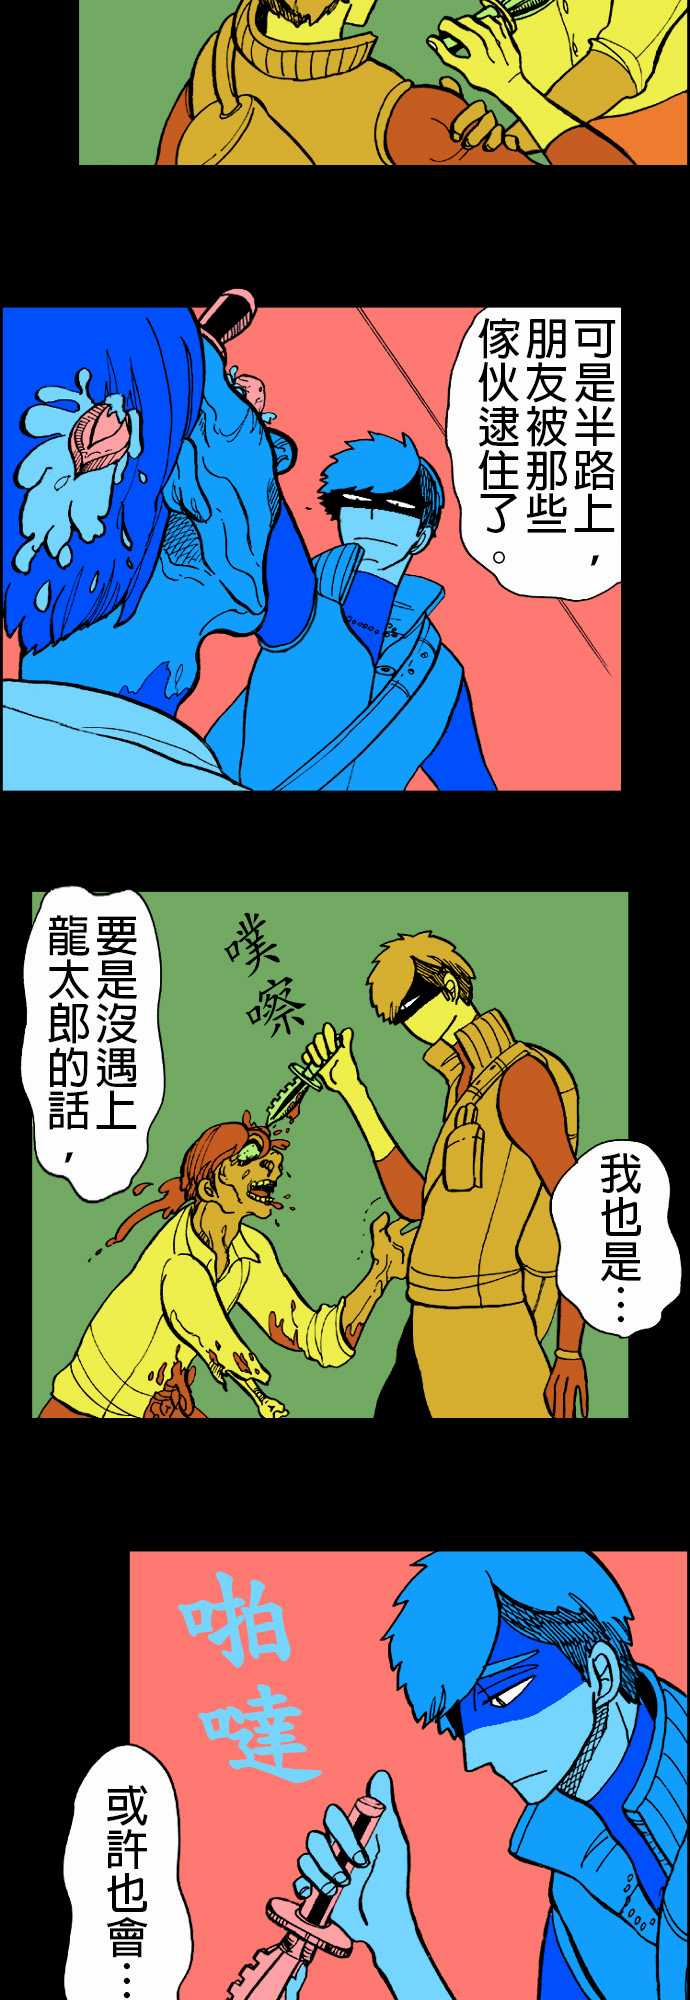 可是半路上，
朋友被那些
傢伙逮住了。
要是沒遇上
龍太郎的話，
噗嚓
我也是…
啪噠
或許也會…